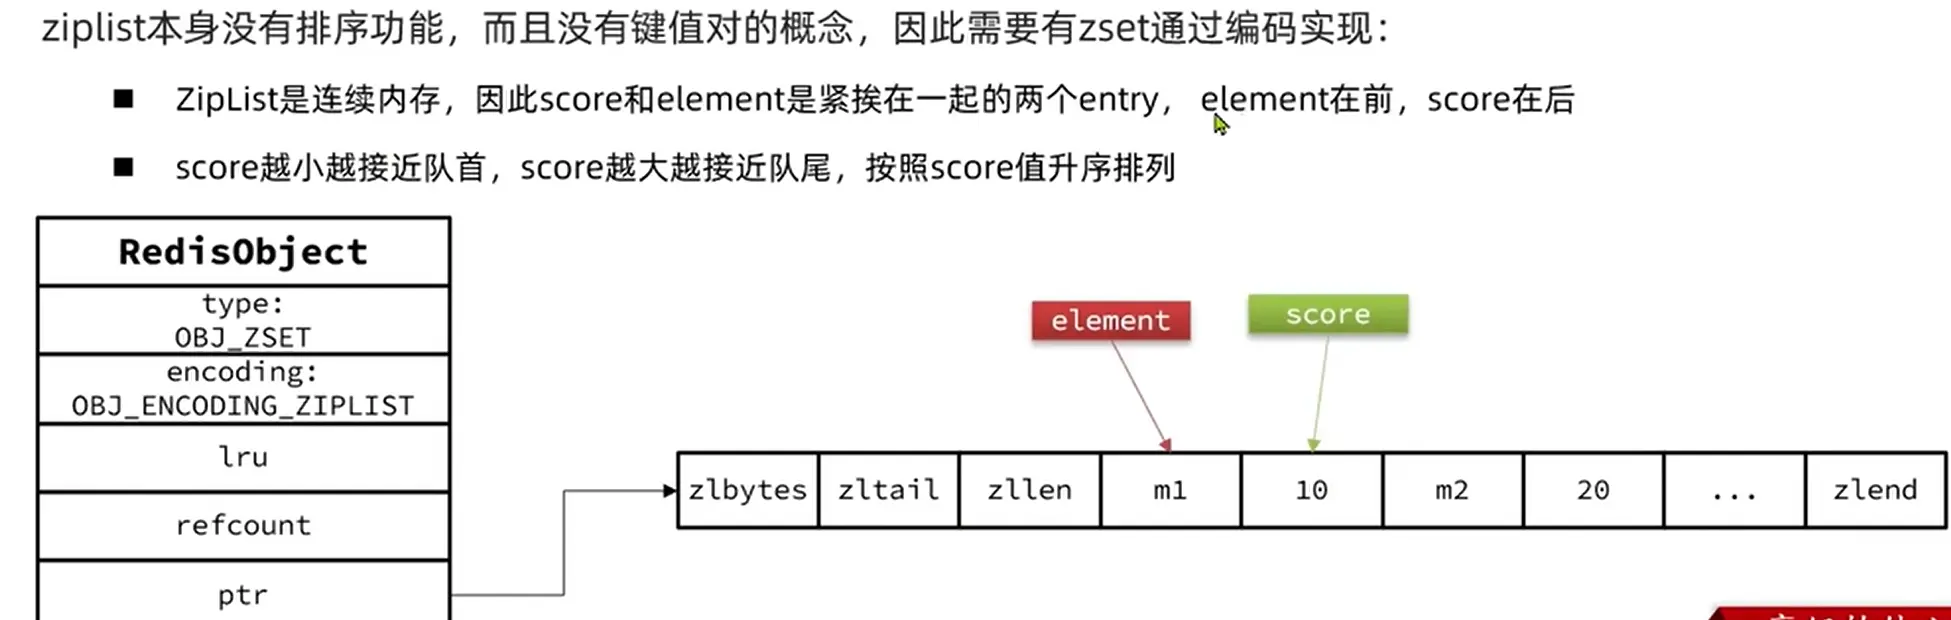 ziplist本身没有排序功能，而且没有键值对的概念，因此需要有zset通过编码实现：
■ ZipList是连续内存，因此score和element是紧挨在一起的两个entry， element在前，score在后
■ score越小越接近队首，score越大越接近队尾，按照score值升序排列
RedisObject
type:
OBJ_ZSET
encoding:
OBJ_ENCODING_ZIPLIST
lru
refcount
ptr
element
score
zlbytes zltail zllen m1 10 m2 20 ... zlend